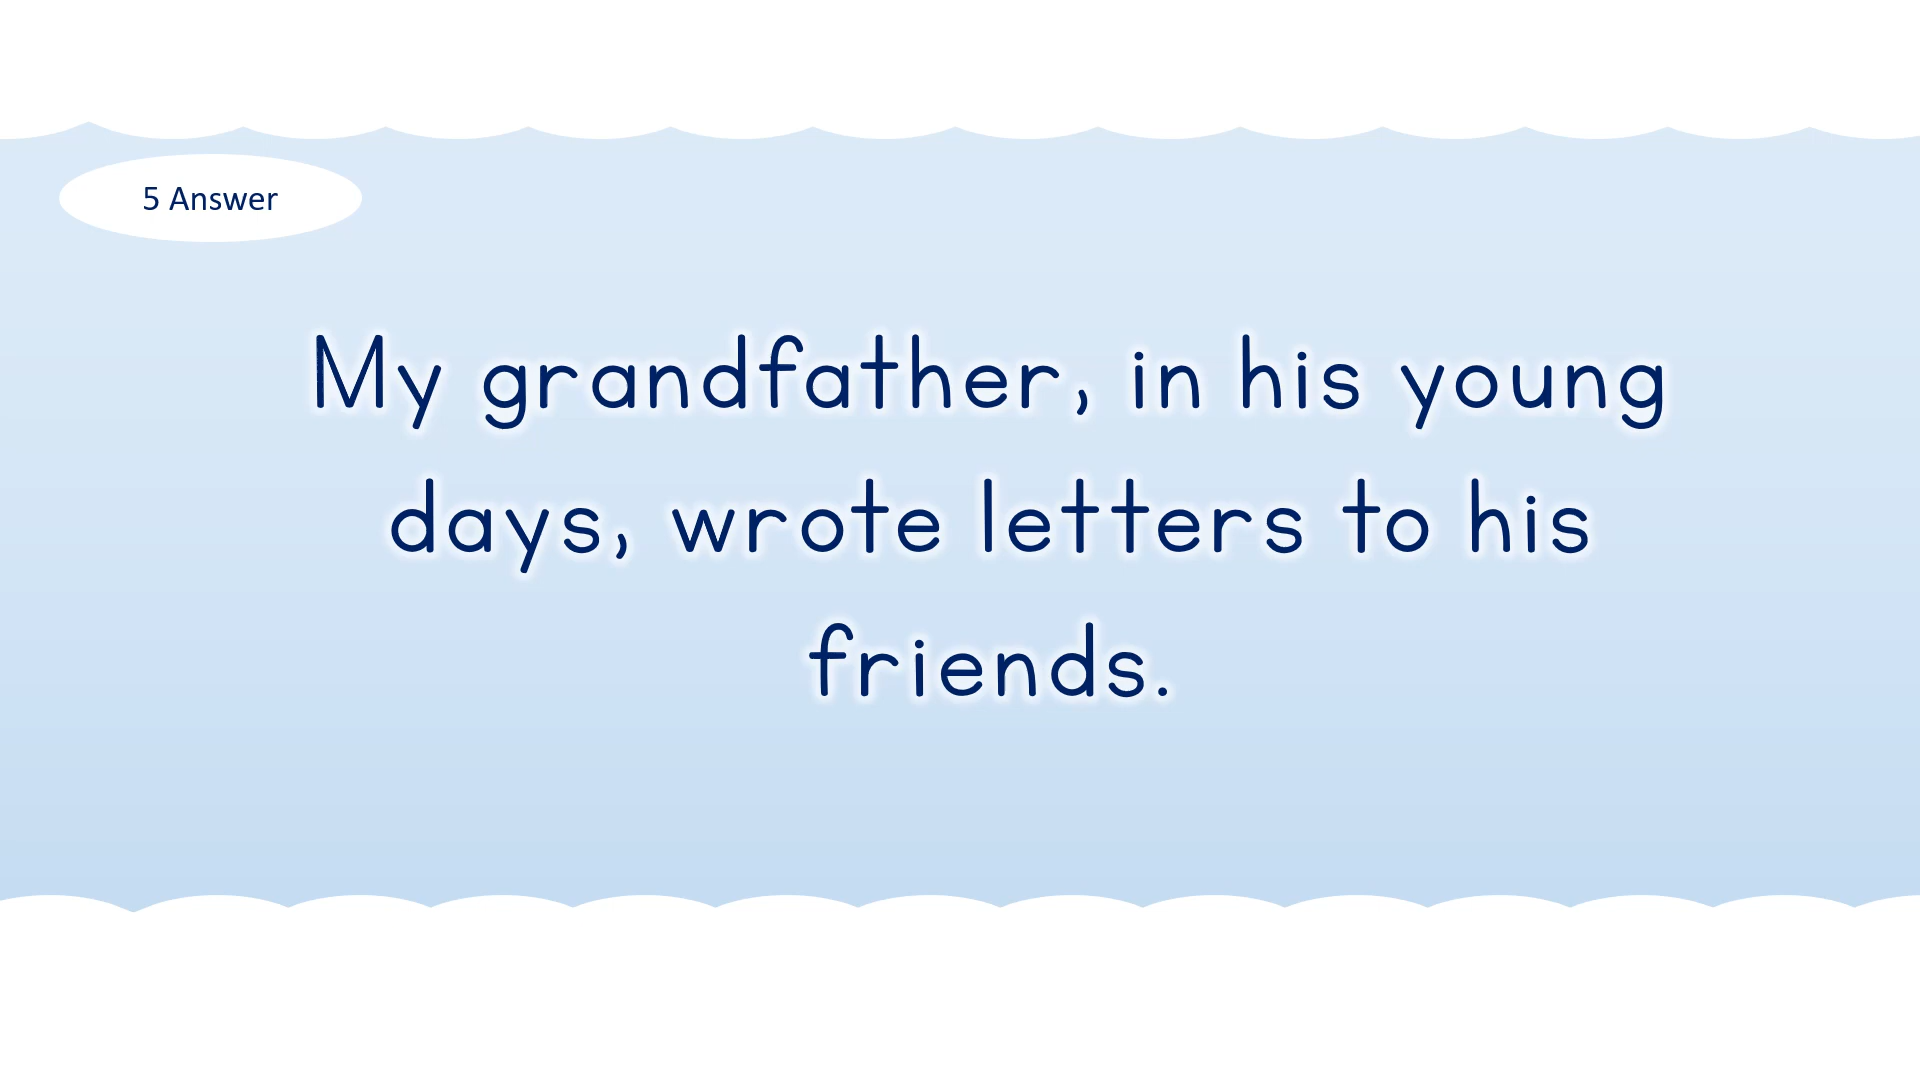 5 Answer
My grandfather, in his young
days, wrote letters to his
friends.